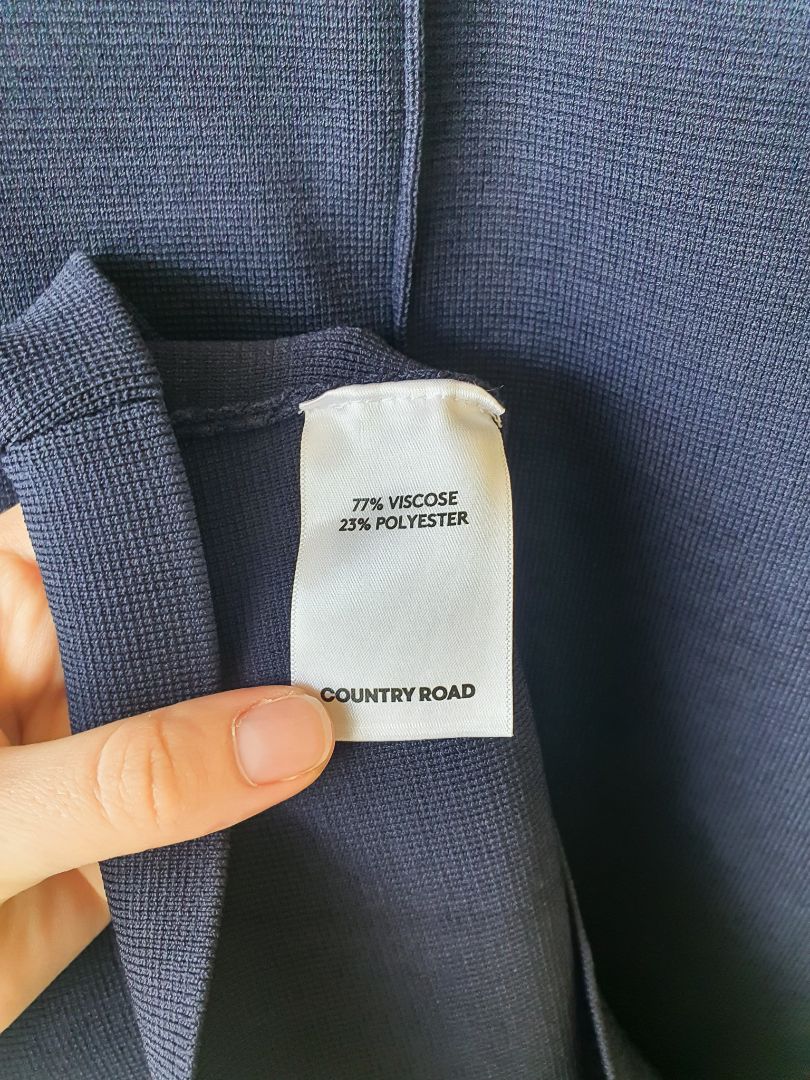 77% VISCOSE
23% POLYESTER
COUNTRY ROAD